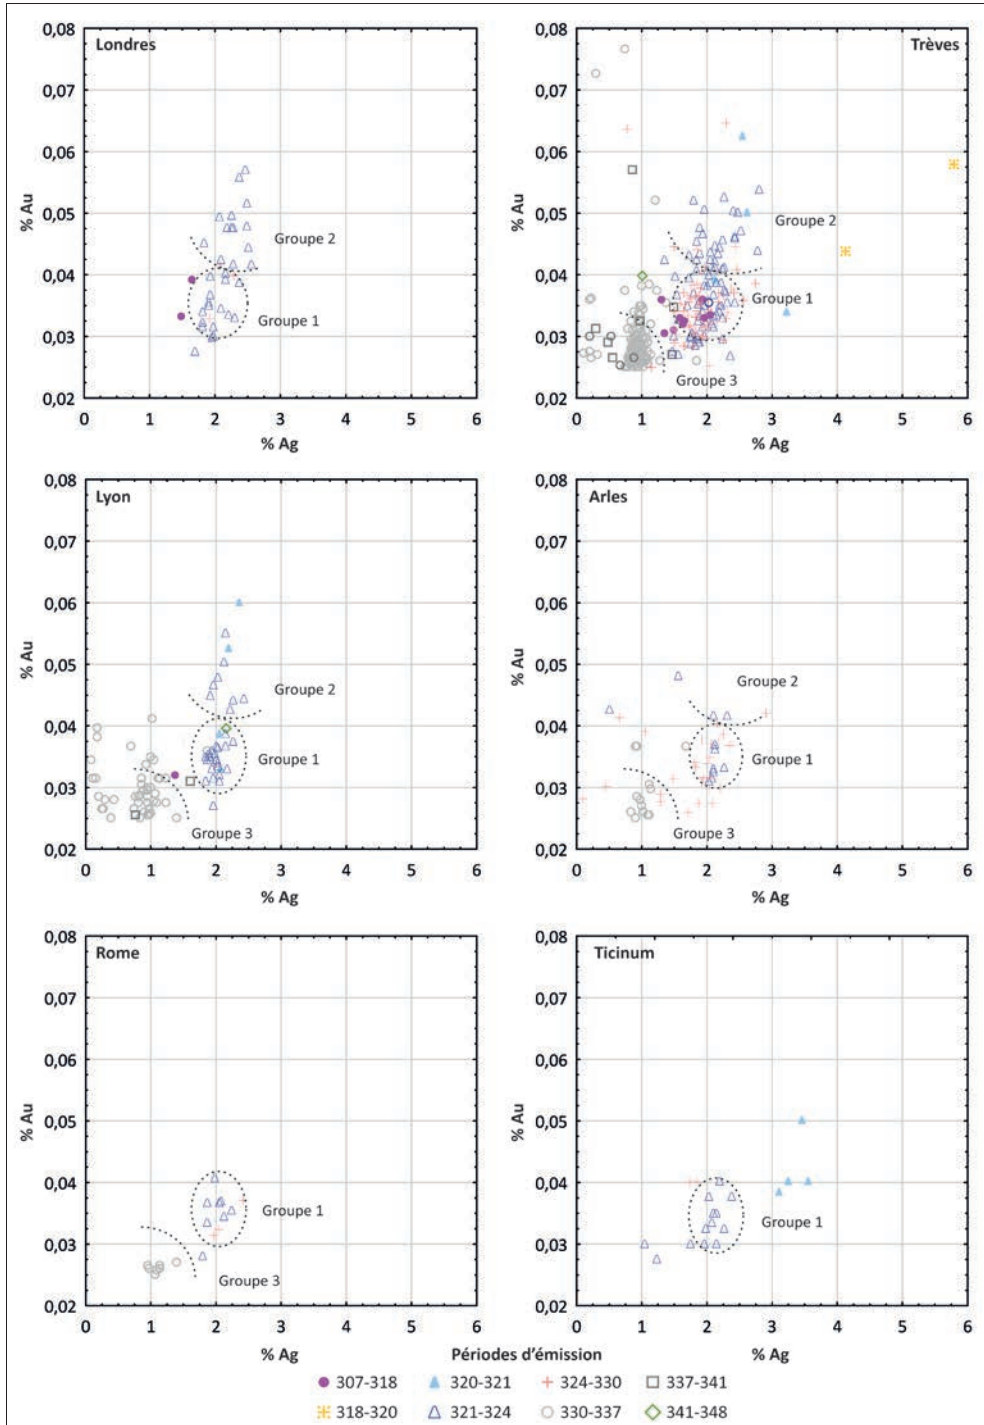 Londres
0,08
0,07
0,06
0,05
0,04
0,03
0,02
% Au
Groupe 2
Groupe 1
0 1 2 3 4 5 6
% Ag
Trèves
0,08
0,07
0,06
0,05
0,04
0,03
0,02
% Au
Groupe 2
Groupe 1
Groupe 3
0 1 2 3 4 5 6
% Ag
Lyon
0,08
0,07
0,06
0,05
0,04
0,03
0,02
% Au
Groupe 2
Groupe 1
Groupe 3
0 1 2 3 4 5 6
% Ag
Arles
0,08
0,07
0,06
0,05
0,04
0,03
0,02
% Au
Groupe 2
Groupe 1
Groupe 3
0 1 2 3 4 5 6
% Ag
Rome
0,08
0,07
0,06
0,05
0,04
0,03
0,02
% Au
Groupe 1
Groupe 3
0 1 2 3 4 5 6
% Ag
Ticinum
0,08
0,07
0,06
0,05
0,04
0,03
0,02
% Au
Groupe 1
0 1 2 3 4 5 6
% Ag
Périodes d'émission
307-318 320-321 324-330 337-341
318-320 321-324 330-337 341-348